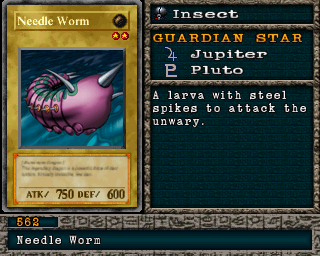 Needle Worm
ATK/ 750 DEF/ 600
Insect
GUARDIAN STAR
Jupiter
Pluto
A larva with steel
spikes to attack the
unwary.
562
Needle Worm